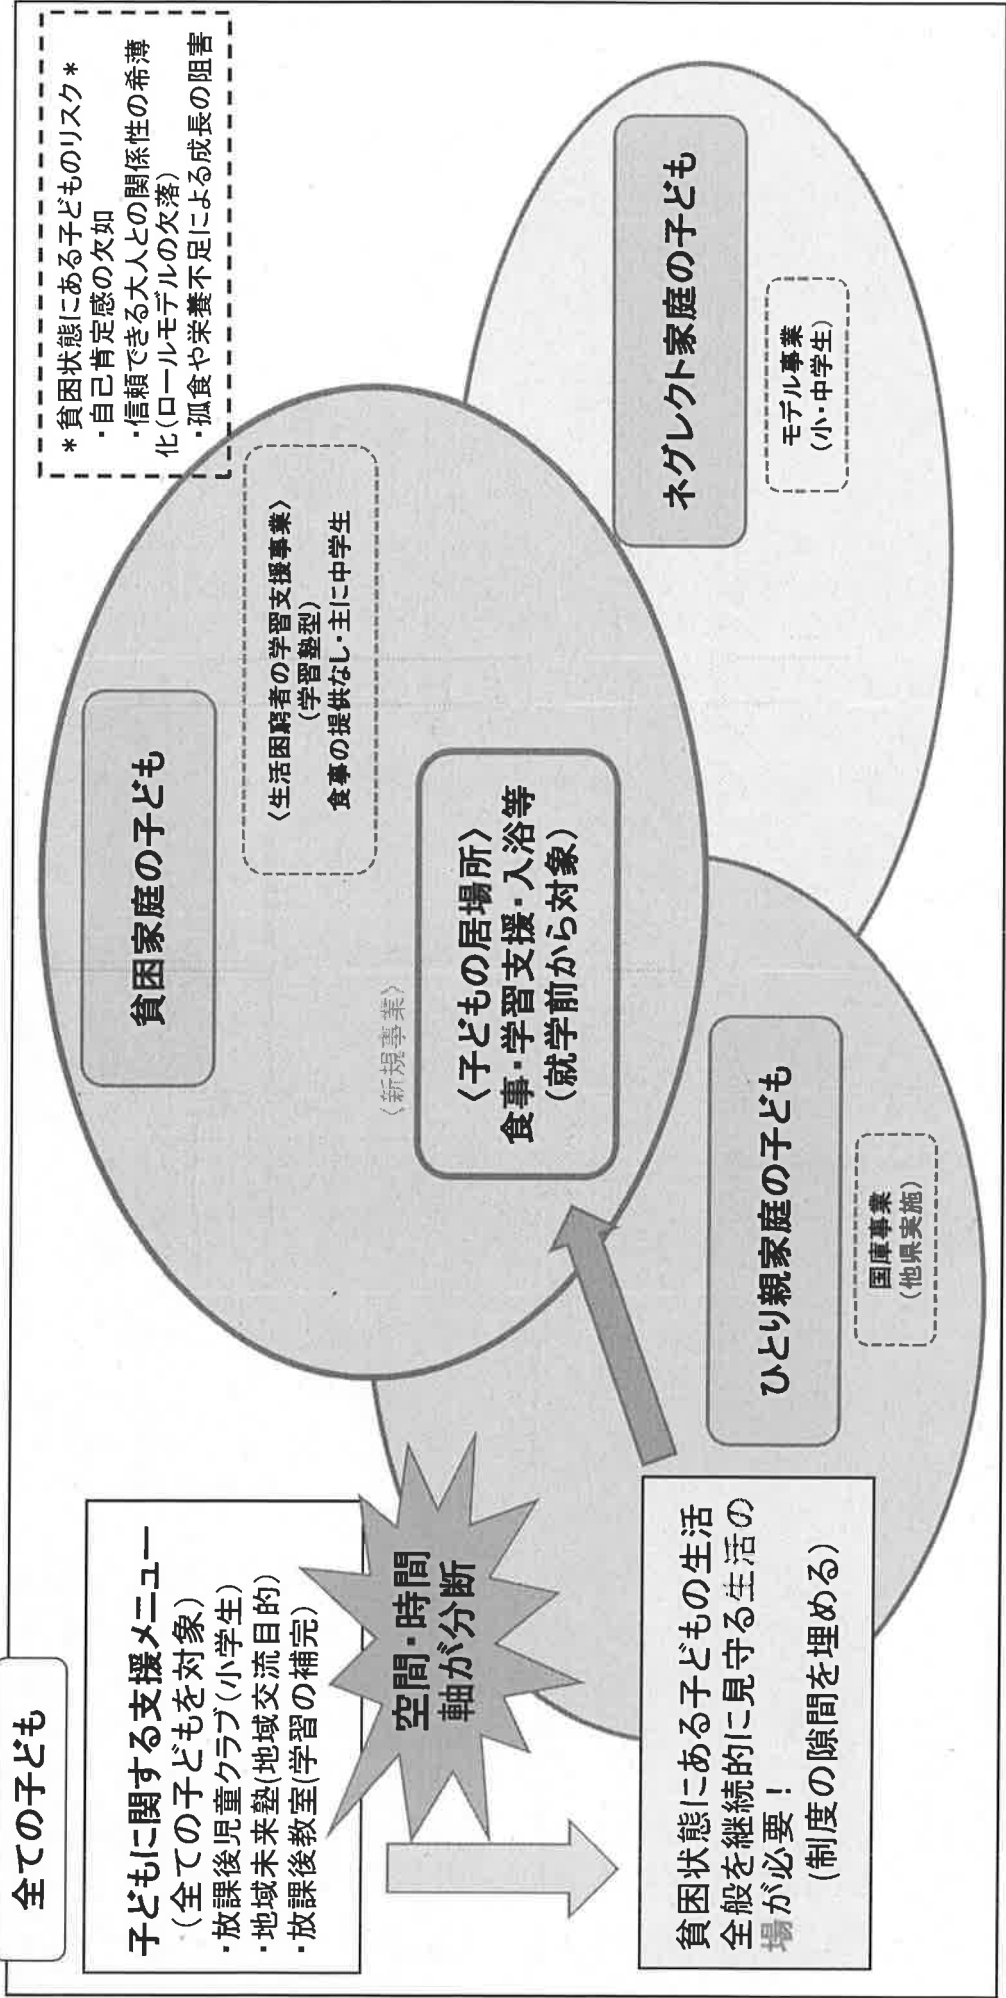 全ての子ども
子どもに関する支援メニュー
(全ての子どもを対象)
・放課後児童クラブ(小学生)
・地域未来塾(地域交流目的)
・放課後教室(学習の補完)
空間・時間
軸が分断
貧困状態にある子どもの生活
全般を継続的に見守る生活の
場が必要！
(制度の隙間を埋める)
貧困家庭の子ども
〈生活困窮者の学習支援事業〉
(学習塾型)
食事の提供なし・主に中学生
〈新規事業〉
〈子どもの居場所〉
食事・学習支援・入浴等
(就学前から対象)
ひとり親家庭の子ども
国庫事業
(他県実施)
ネグレクト家庭の子ども
モデル事業
(小・中学生)
＊貧困状態にある子どものリスク＊
・自己肯定感の欠如
・信頼できる大人との関係性の希薄
化(ロールモデルの欠落)
・孤食や栄養不足による成長の阻害